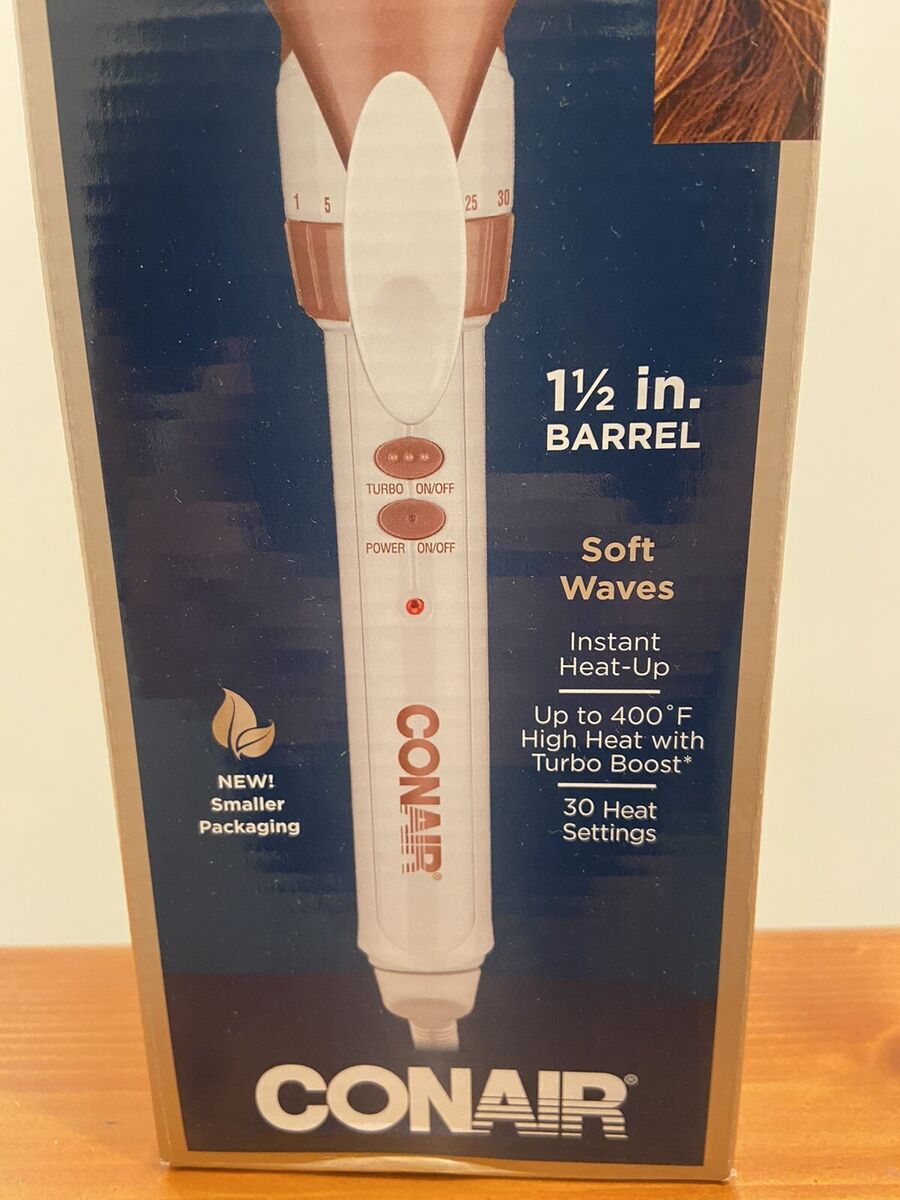 1 5 25 30
1½ in.
BARREL
TURBO ON/OFF
POWER ON/OFF
Soft
Waves
Instant
Heat-Up
Up to 400°F
High Heat with
Turbo Boost*
30 Heat
Settings
CONAIR®
NEW!
Smaller
Packaging
CONAIR®